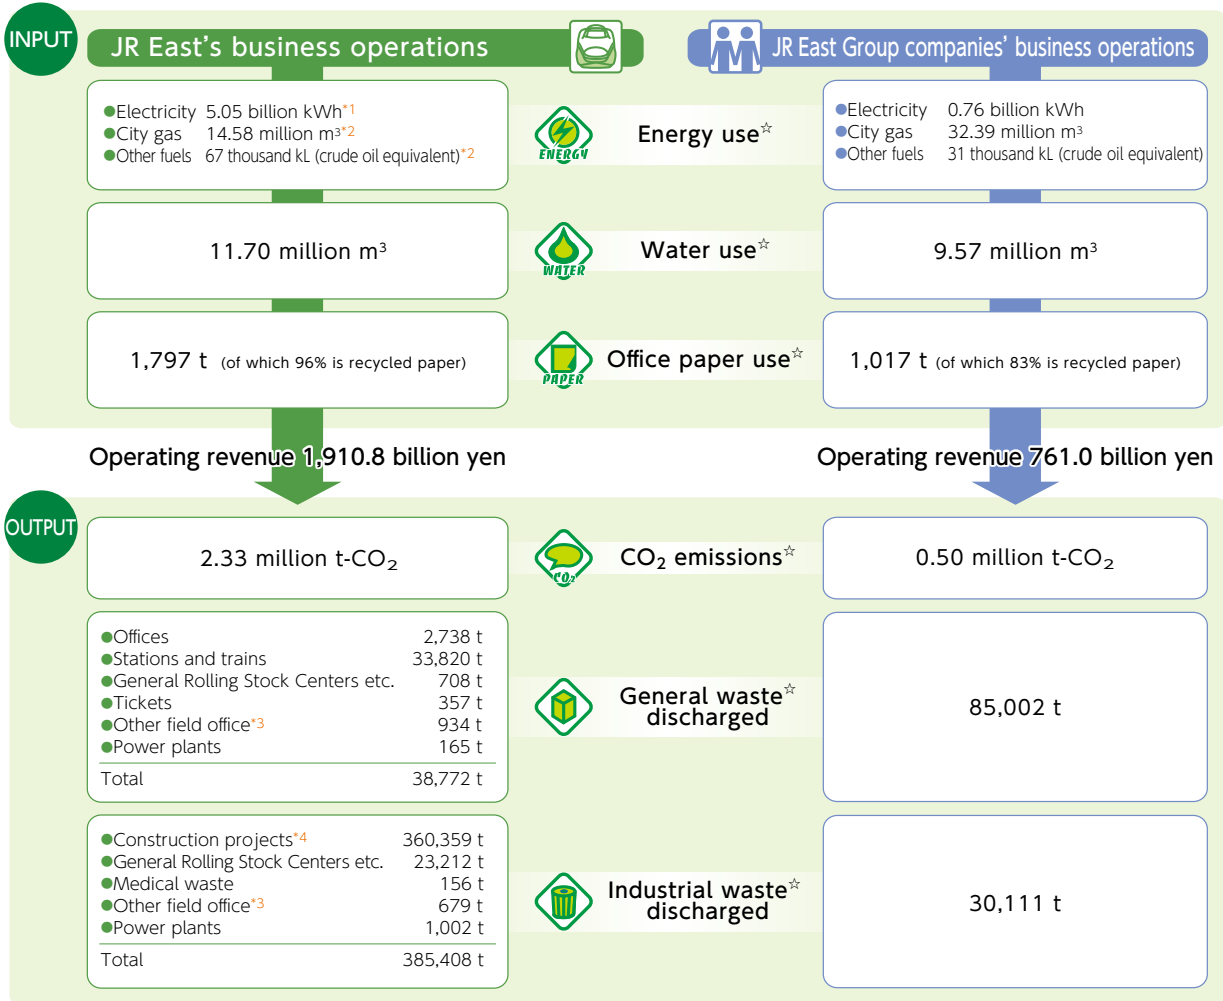 INPUT
JR East's business operations
JR East Group companies' business operations
●Electricity 5.05 billion kWh*1
●City gas 14.58 million m³*2
●Other fuels 67 thousand kL (crude oil equivalent)*2
ENERGY
Energy use☆
●Electricity 0.76 billion kWh
●City gas 32.39 million m³
●Other fuels 31 thousand kL (crude oil equivalent)
11.70 million m³
WATER
Water use☆
9.57 million m³
1,797 t (of which 96% is recycled paper)
PAPER
Office paper use☆
1,017 t (of which 83% is recycled paper)
Operating revenue 1,910.8 billion yen
Operating revenue 761.0 billion yen
OUTPUT
2.33 million t-CO₂
CO₂
CO₂ emissions☆
0.50 million t-CO₂
●Offices 2,738 t
●Stations and trains 33,820 t
●General Rolling Stock Centers etc. 708 t
●Tickets 357 t
●Other field office*3 934 t
●Power plants 165 t
Total 38,772 t
General waste☆
discharged
85,002 t
●Construction projects*4 360,359 t
●General Rolling Stock Centers etc. 23,212 t
●Medical waste 156 t
●Other field office*3 679 t
●Power plants 1,002 t
Total 385,408 t
Industrial waste☆
discharged
30,111 t